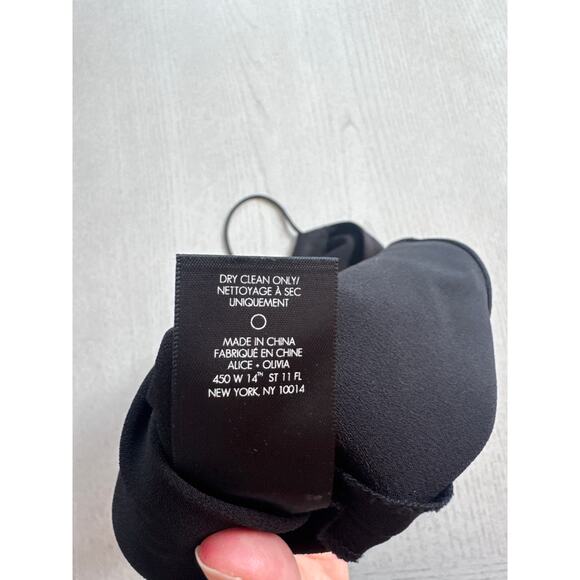 DRY CLEAN ONLY/
NETTOYAGE À SEC
UNIQUEMENT
MADE IN CHINA
FABRIQUÉ EN CHINE
ALICE + OLIVIA
450 W 14TH ST 11 FL
NEW YORK, NY 10014